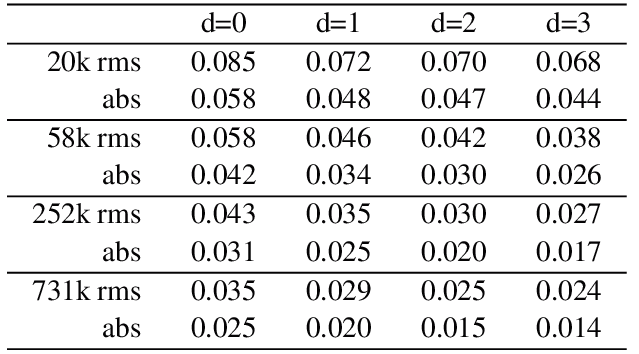 d=0 d=1 d=2 d=3
20k rms 0.085 0.072 0.070 0.068
abs 0.058 0.048 0.047 0.044
58k rms 0.058 0.046 0.042 0.038
abs 0.042 0.034 0.030 0.026
252k rms 0.043 0.035 0.030 0.027
abs 0.031 0.025 0.020 0.017
731k rms 0.035 0.029 0.025 0.024
abs 0.025 0.020 0.015 0.014